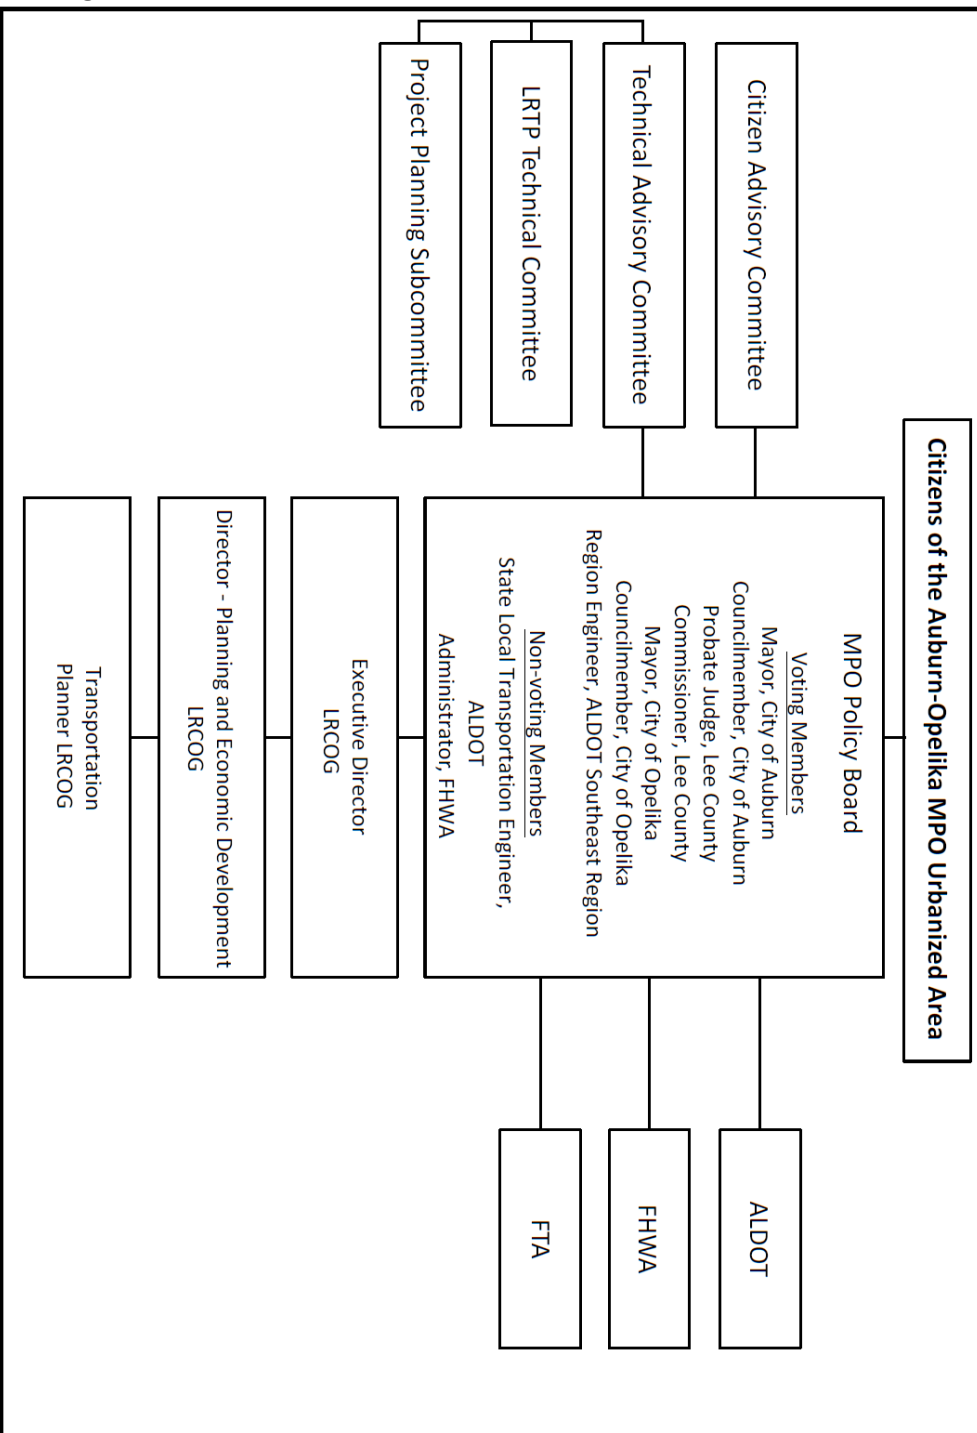 Citizens of the Auburn-Opelika MPO Urbanized Area
Citizen Advisory Committee
Technical Advisory Committee
LRTP Technical Committee
Project Planning Subcommittee
MPO Policy Board
Voting Members
Mayor, City of Auburn
Councilmember, City of Auburn
Probate Judge, Lee County
Commissioner, Lee County
Mayor, City of Opelika
Councilmember, City of Opelika
Region Engineer, ALDOT Southeast Region
Non-voting Members
State Local Transportation Engineer,
ALDOT
Administrator, FHWA
ALDOT
FHWA
FTA
Executive Director
LRCOG
Director - Planning and Economic Development
LRCOG
Transportation
Planner LRCOG